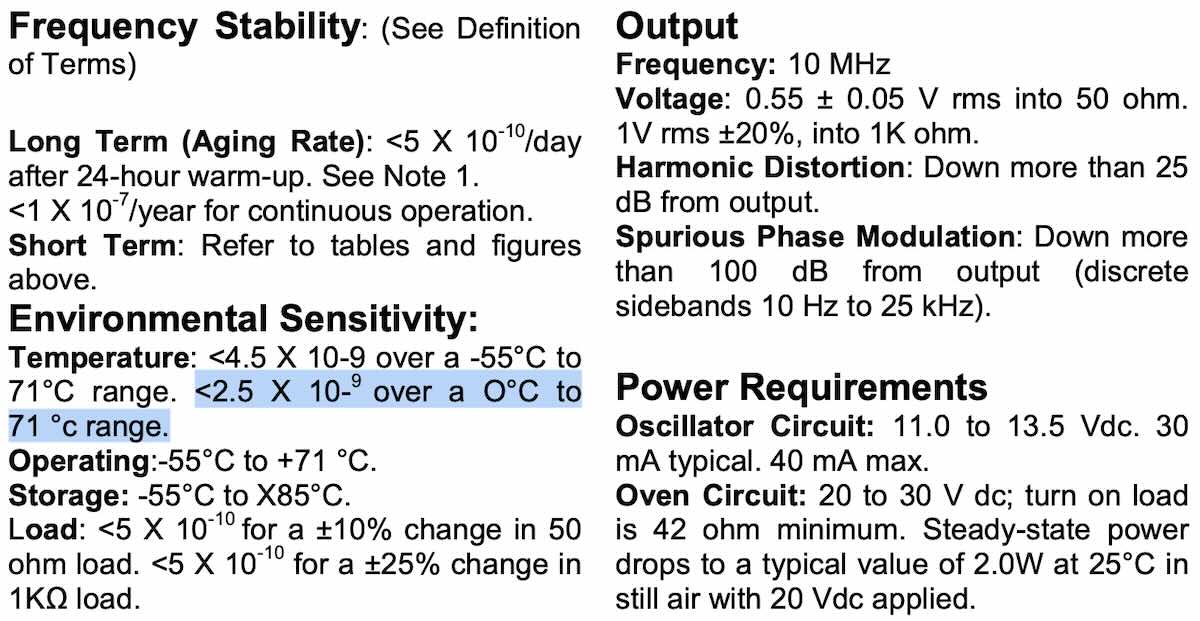 Frequency Stability: (See Definition
of Terms)
Long Term (Aging Rate): <5 X 10⁻¹⁰/day
after 24-hour warm-up. See Note 1.
<1 X 10⁻⁷/year for continuous operation.
Short Term: Refer to tables and figures
above.
Environmental Sensitivity:
Temperature: <4.5 X 10-9 over a -55°C to
71°C range. <2.5 X 10-⁹ over a O°C to
71 °c range.
Operating:-55°C to +71 °C.
Storage: -55°C to X85°C.
Load: <5 X 10⁻¹⁰ for a ±10% change in 50
ohm load. <5 X 10⁻¹⁰ for a ±25% change in
1KΩ load.
Output
Frequency: 10 MHz
Voltage: 0.55 ± 0.05 V rms into 50 ohm.
1V rms ±20%, into 1K ohm.
Harmonic Distortion: Down more than 25
dB from output.
Spurious Phase Modulation: Down more
than 100 dB from output (discrete
sidebands 10 Hz to 25 kHz).
Power Requirements
Oscillator Circuit: 11.0 to 13.5 Vdc. 30
mA typical. 40 mA max.
Oven Circuit: 20 to 30 V dc; turn on load
is 42 ohm minimum. Steady-state power
drops to a typical value of 2.0W at 25°C in
still air with 20 Vdc applied.